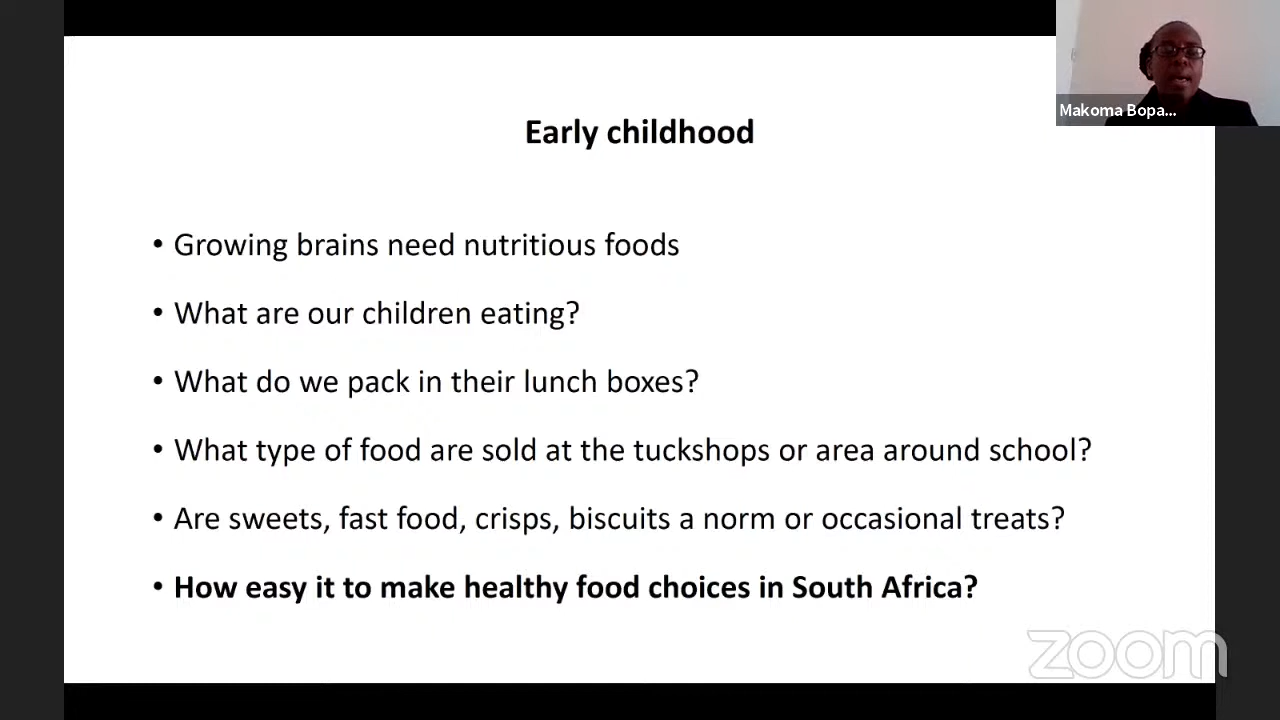 Makoma Bopa...
Early childhood
• Growing brains need nutritious foods
• What are our children eating?
• What do we pack in their lunch boxes?
• What type of food are sold at the tuckshops or area around school?
• Are sweets, fast food, crisps, biscuits a norm or occasional treats?
• How easy it to make healthy food choices in South Africa?
zoom